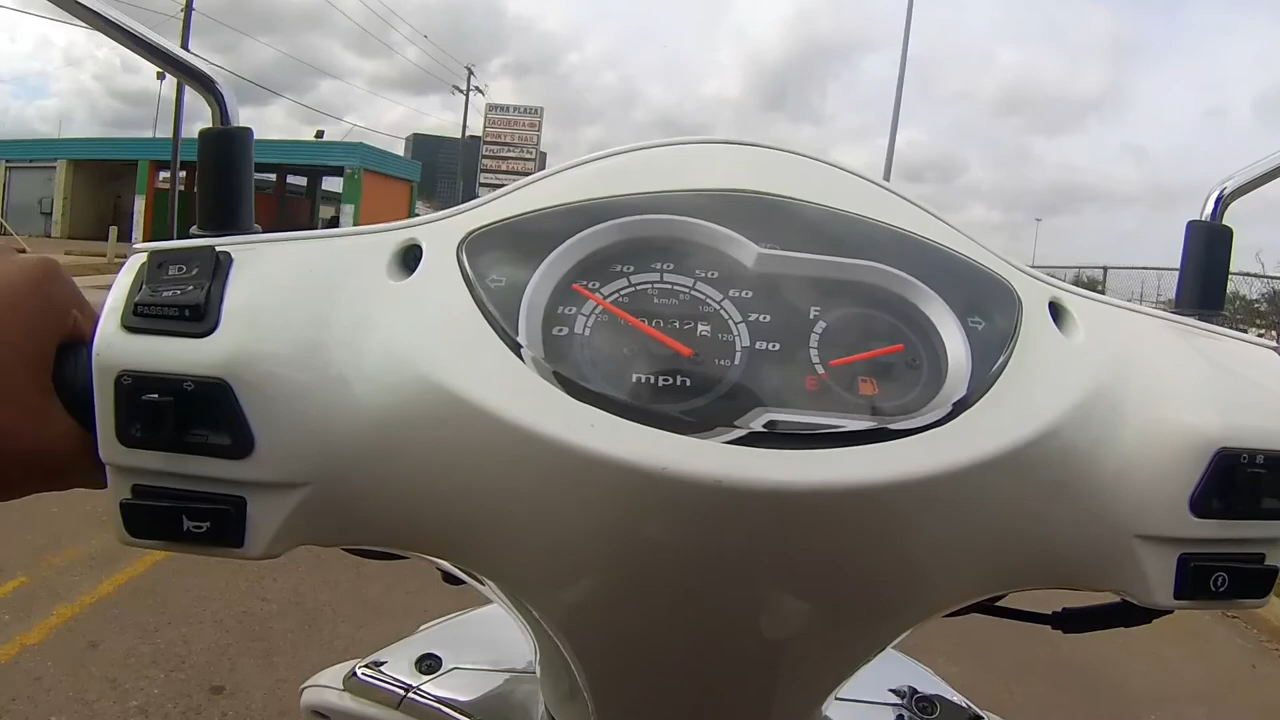 DYNA PLAZA
TAQUERIA
PINKY'S NAIL
HURACAN
HAIR SALON
PASSING
0 10 20 30 40 50 60 70 80
20 40 60 80 100 120 140
km/h
mph
F
E